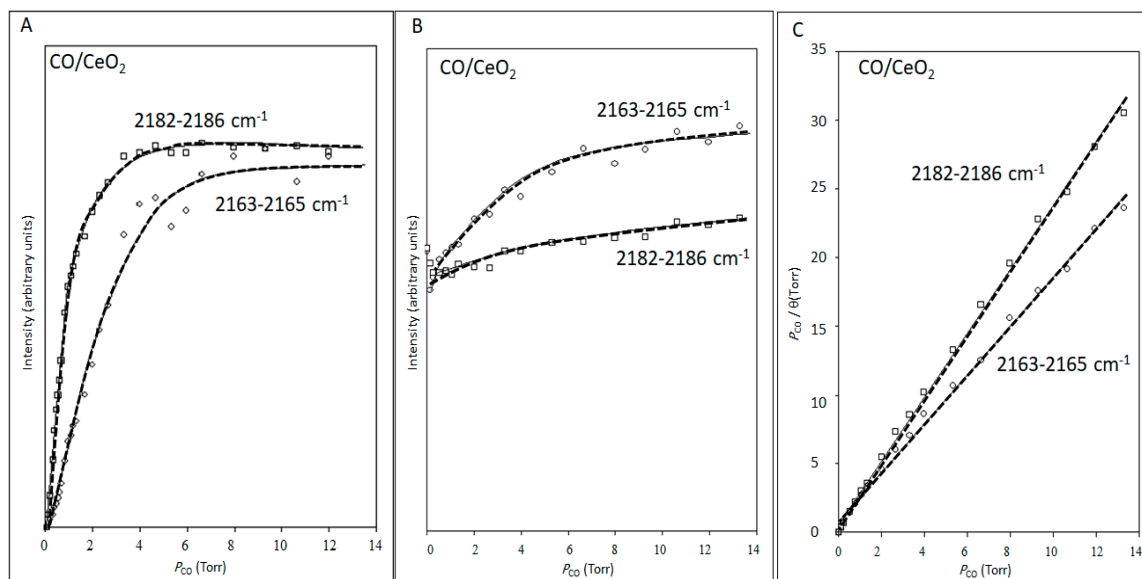 A
CO/CeO2
2182-2186 cm-1
2163-2165 cm-1
Intensity (arbitrary units)
0 2 4 6 8 10 12 14
PCO (Torr)
B
CO/CeO2
2163-2165 cm-1
2182-2186 cm-1
Intensity (arbitrary units)
0 2 4 6 8 10 12 14
PCO (Torr)
C
CO/CeO2
35
30
25
20
15
10
5
0
2182-2186 cm-1
2163-2165 cm-1
PCO / θ(Torr)
0 2 4 6 8 10 12 14
PCO (Torr)